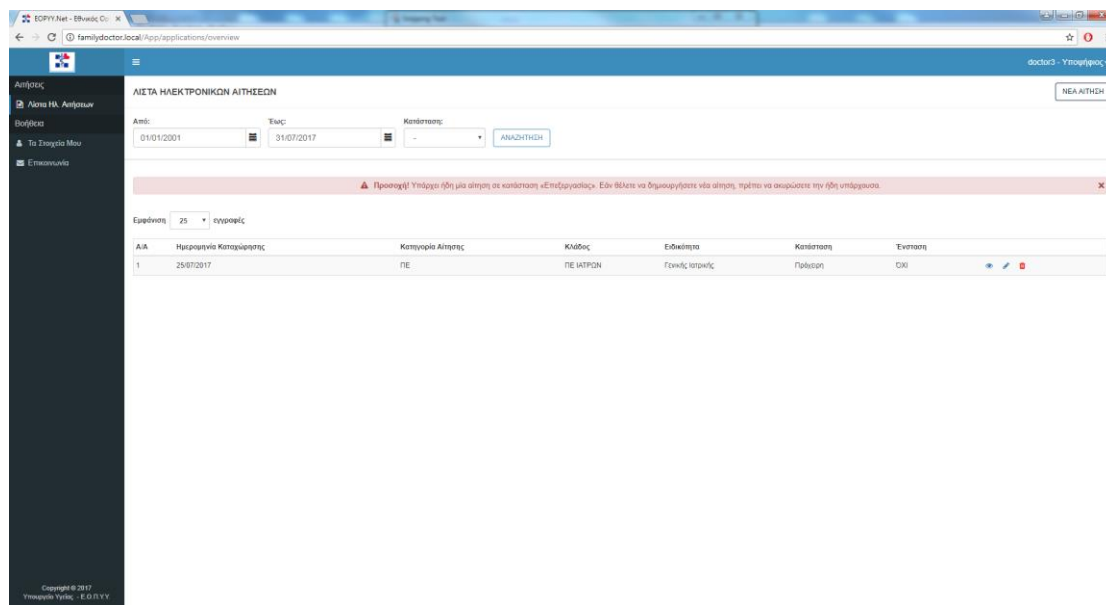 ΕΟΡΥΥ.Net - Εθνικός Ορ
familydoctor.local/App/applications/overview
doctor3 - Υποψήφιος
Αιτήσεις
Λίστα Ηλ. Αιτήσεων
Βοήθεια
Τα Στοιχεία Μου
Επικοινωνία
ΛΙΣΤΑ ΗΛΕΚΤΡΟΝΙΚΩΝ ΑΙΤΗΣΕΩΝ
ΝΕΑ ΑΙΤΗΣΗ
Από: Έως: Κατάσταση:
01/01/2001 31/07/2017 -- ΑΝΑΖΗΤΗΣΗ
Προσοχή! Υπάρχει ήδη μία αίτηση σε κατάσταση «Επεξεργασίας». Εάν θέλετε να δημιουργήσετε νέα αίτηση, πρέπει να ακυρώσετε την ήδη υπάρχουσα.
Εμφάνιση 25 εγγραφές
Α/Α Ημερομηνία Καταχώρησης Κατηγορία Αίτησης Κλάδος Ειδικότητα Κατάσταση Ένσταση
1 25/07/2017 ΠΕ ΠΕ ΙΑΤΡΩΝ Γενικής Ιατρικής Πρόχειρη ΌΧΙ
Copyright © 2017
Υπουργείο Υγείας - Ε.Ο.Π.Υ.Υ.